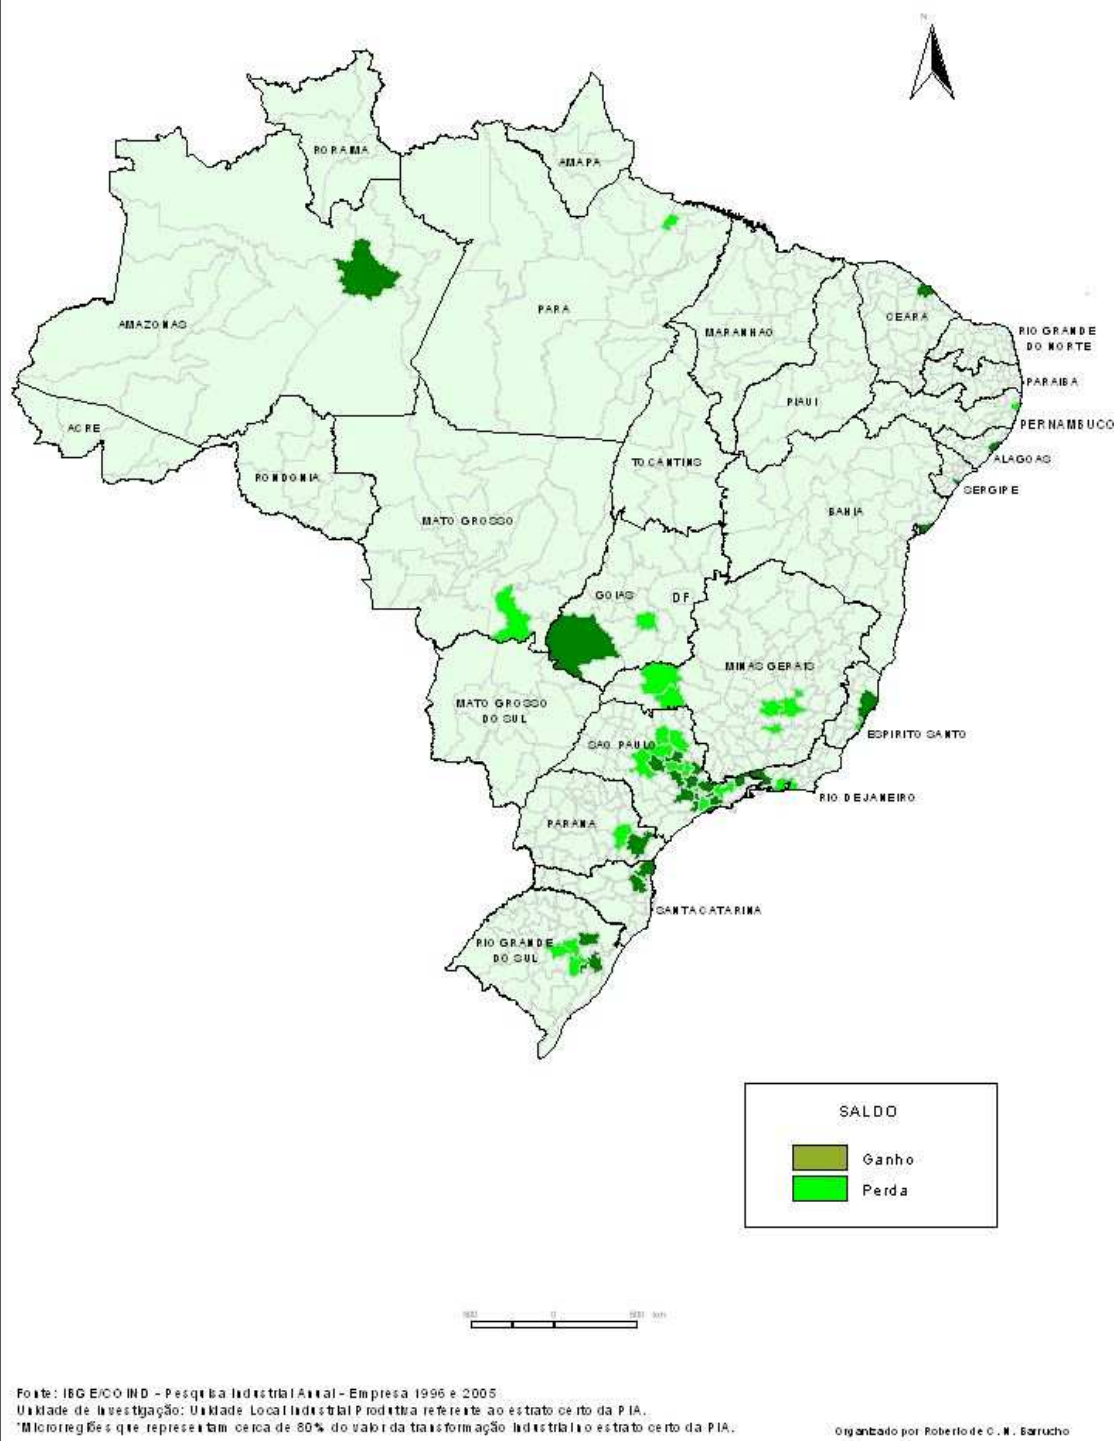 N
RORAIMA
AMAPA
AMAZONAS
PARA
MARANHAO
CEARA
RIO GRANDE
DO NORTE
PARAIBA
PIAUI
PERNAMBUCO
ACRE
TOCANTINS
ALAGOAS
RONDONIA
SERGIPE
BAHIA
MATO GROSSO
GOIAS
DF
MINAS GERAIS
MATO GROSSO
DO SUL
ESPIRITO SANTO
SAO PAULO
RIO DE JANEIRO
PARANA
SANTA CATARINA
RIO GRANDE
DO SUL
SALDO
Ganho
Perda
500 0 500 km
Fonte: IBGE/COIND - Pesquisa Industrial Anual - Empresa 1996 e 2005
Unidade de Investigação: Unidade Local Industrial Produtiva referente ao estrato certo da PIA.
*Microrregiões que representam cerca de 80% do valor da transformação industrial no estrato certo da PIA.
Organizado por Roberto de C. N. Barrucho